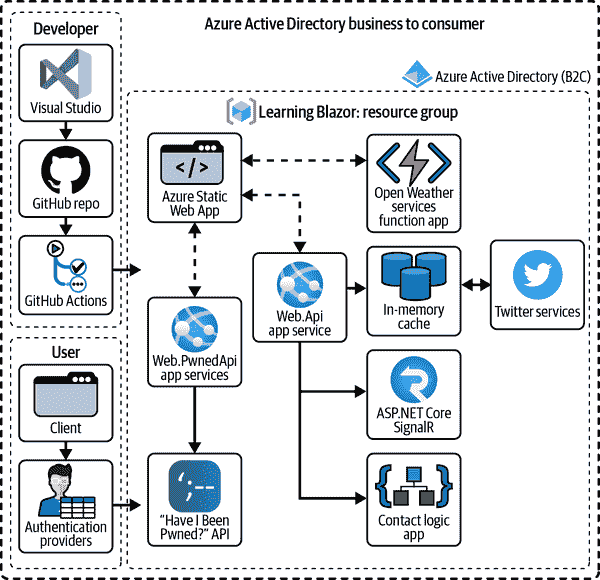 Developer
Azure Active Directory business to consumer
Visual Studio
Azure Active Directory (B2C)
Learning Blazor: resource group
GitHub repo
GitHub Actions
Azure Static
Web App
Open Weather
services
function app
Web.Api
app service
In-memory
cache
Twitter services
Web.PwnedApi
app services
ASP.NET Core
SignalR
User
Client
Authentication
providers
"Have I Been
Pwned?" API
Contact logic
app